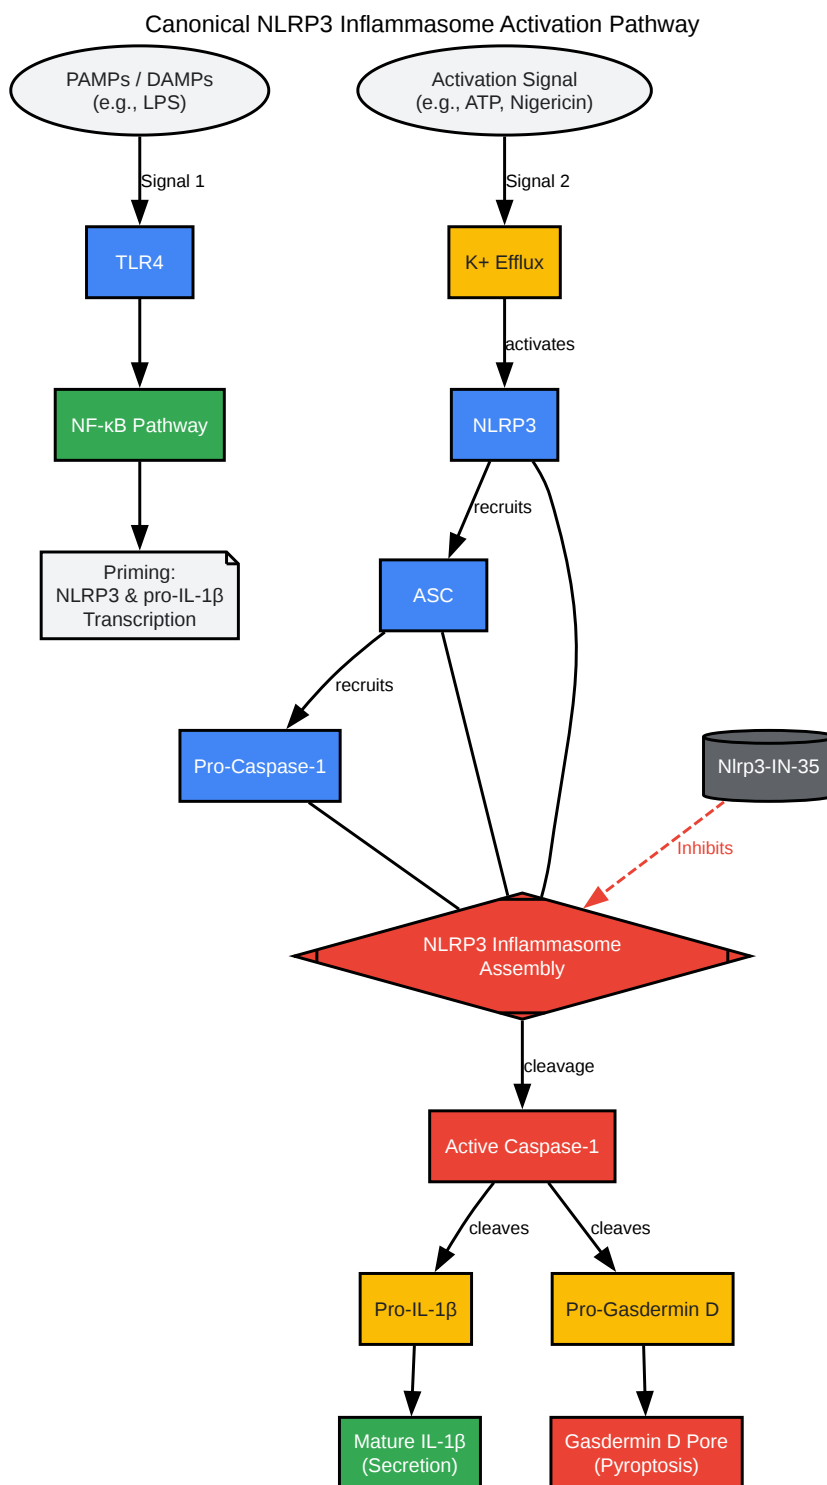 Canonical NLRP3 Inflammasome Activation Pathway
PAMPs / DAMPs
(e.g., LPS)
Activation Signal
(e.g., ATP, Nigericin)
Signal 1
Signal 2
TLR4
K+ Efflux
activates
NF-κB Pathway
NLRP3
recruits
Priming:
NLRP3 & pro-IL-1β
Transcription
ASC
recruits
Pro-Caspase-1
Nlrp3-IN-35
Inhibits
NLRP3 Inflammasome
Assembly
cleavage
Active Caspase-1
cleaves
cleaves
Pro-IL-1β
Pro-Gasdermin D
Mature IL-1β
(Secretion)
Gasdermin D Pore
(Pyroptosis)